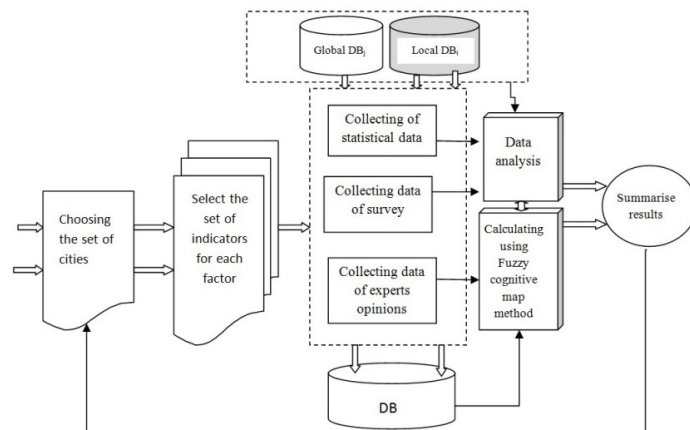 Global DBj
Local DBi
Collecting of
statistical data
Data
analysis
Choosing
the set of
cities
Select the
set of
indicators
for each
factor
Collecting data
of survey
Summarise
results
Calculating
using
Fuzzy
cognitive
map
method
Collecting data
of experts
opinions
DB